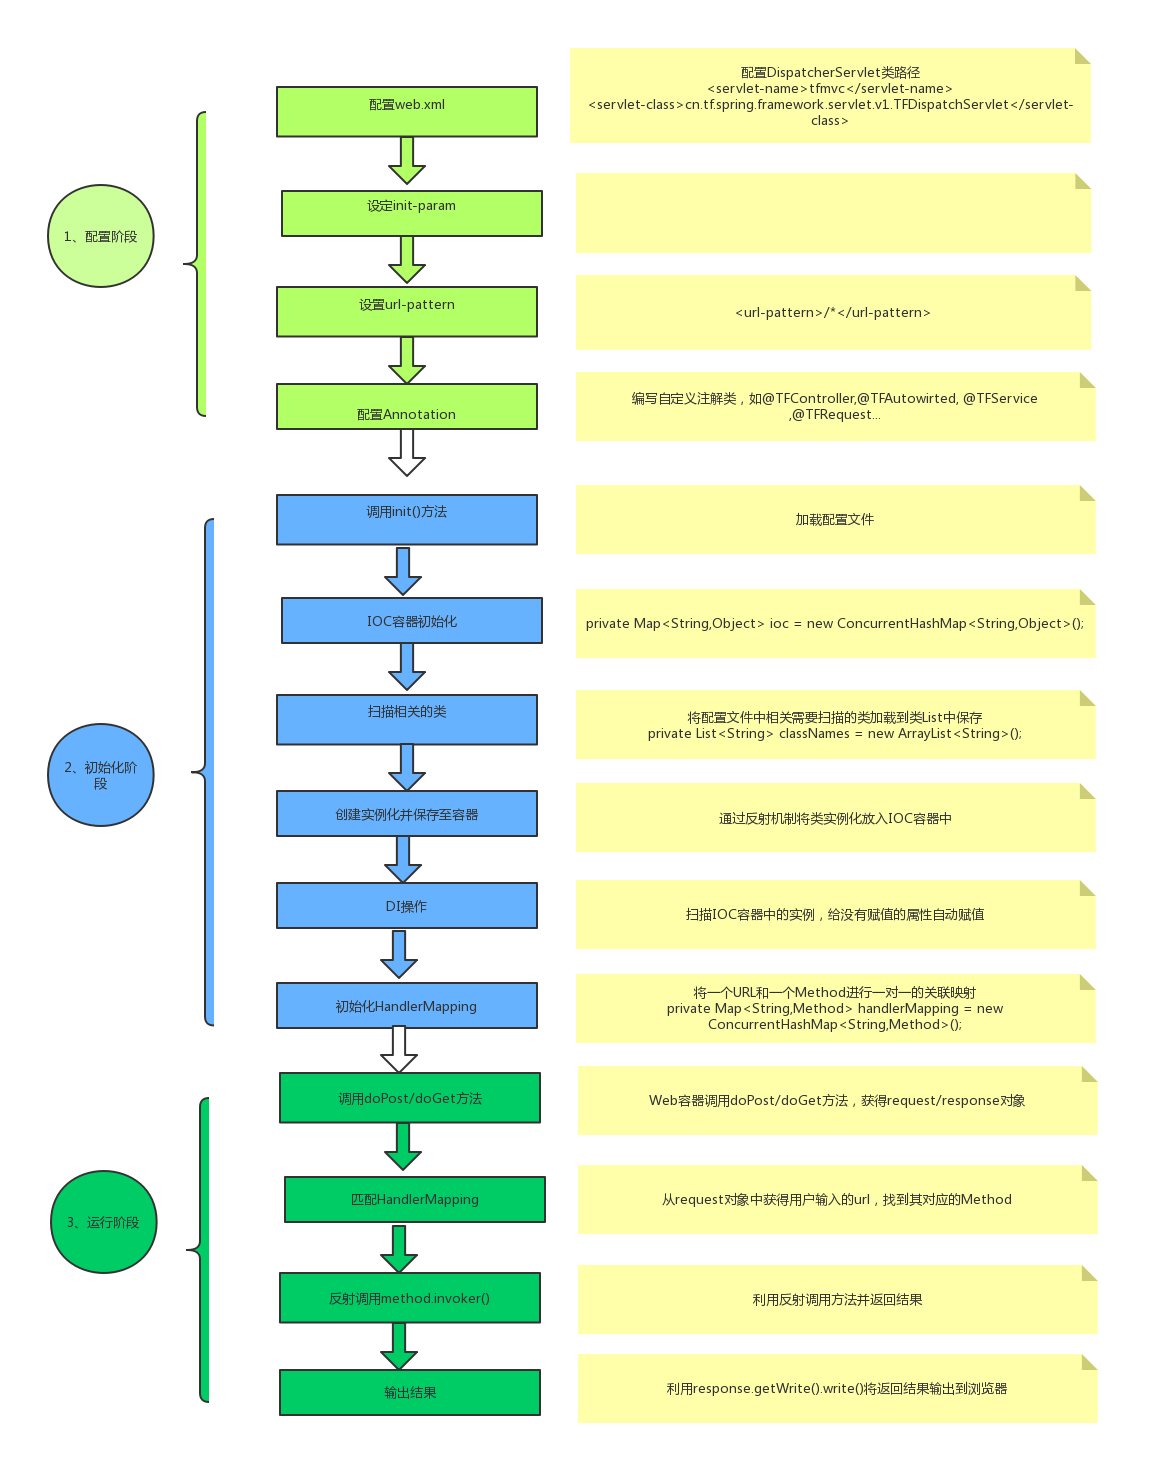 配置DispatcherServlet类路径
<servlet-name>tfmvc</servlet-name>
<servlet-class>cn.tf.spring.framework.servlet.v1.TFDispatchServlet</servlet-
class>
配置web.xml
设定init-param
1、配置阶段
设置url-pattern
<url-pattern>/*</url-pattern>
配置Annotation
编写自定义注解类，如@TFController,@TFAutowirted, @TFService
,@TFRequest...
调用init()方法
加载配置文件
IOC容器初始化
private Map<String,Object> ioc = new ConcurrentHashMap<String,Object>();
扫描相关的类
将配置文件中相关需要扫描的类加载到类List中保存
private List<String> classNames = new ArrayList<String>();
2、初始化阶
段
创建实例化并保存至容器
通过反射机制将类实例化放入IOC容器中
DI操作
扫描IOC容器中的实例，给没有赋值的属性自动赋值
初始化HandlerMapping
将一个URL和一个Method进行一对一的关联映射
private Map<String,Method> handlerMapping = new
ConcurrentHashMap<String,Method>();
调用doPost/doGet方法
Web容器调用doPost/doGet方法，获得request/response对象
匹配HandlerMapping
从request对象中获得用户输入的url，找到其对应的Method
3、运行阶段
反射调用method.invoker()
利用反射调用方法并返回结果
输出结果
利用response.getWrite().write()将返回结果输出到浏览器